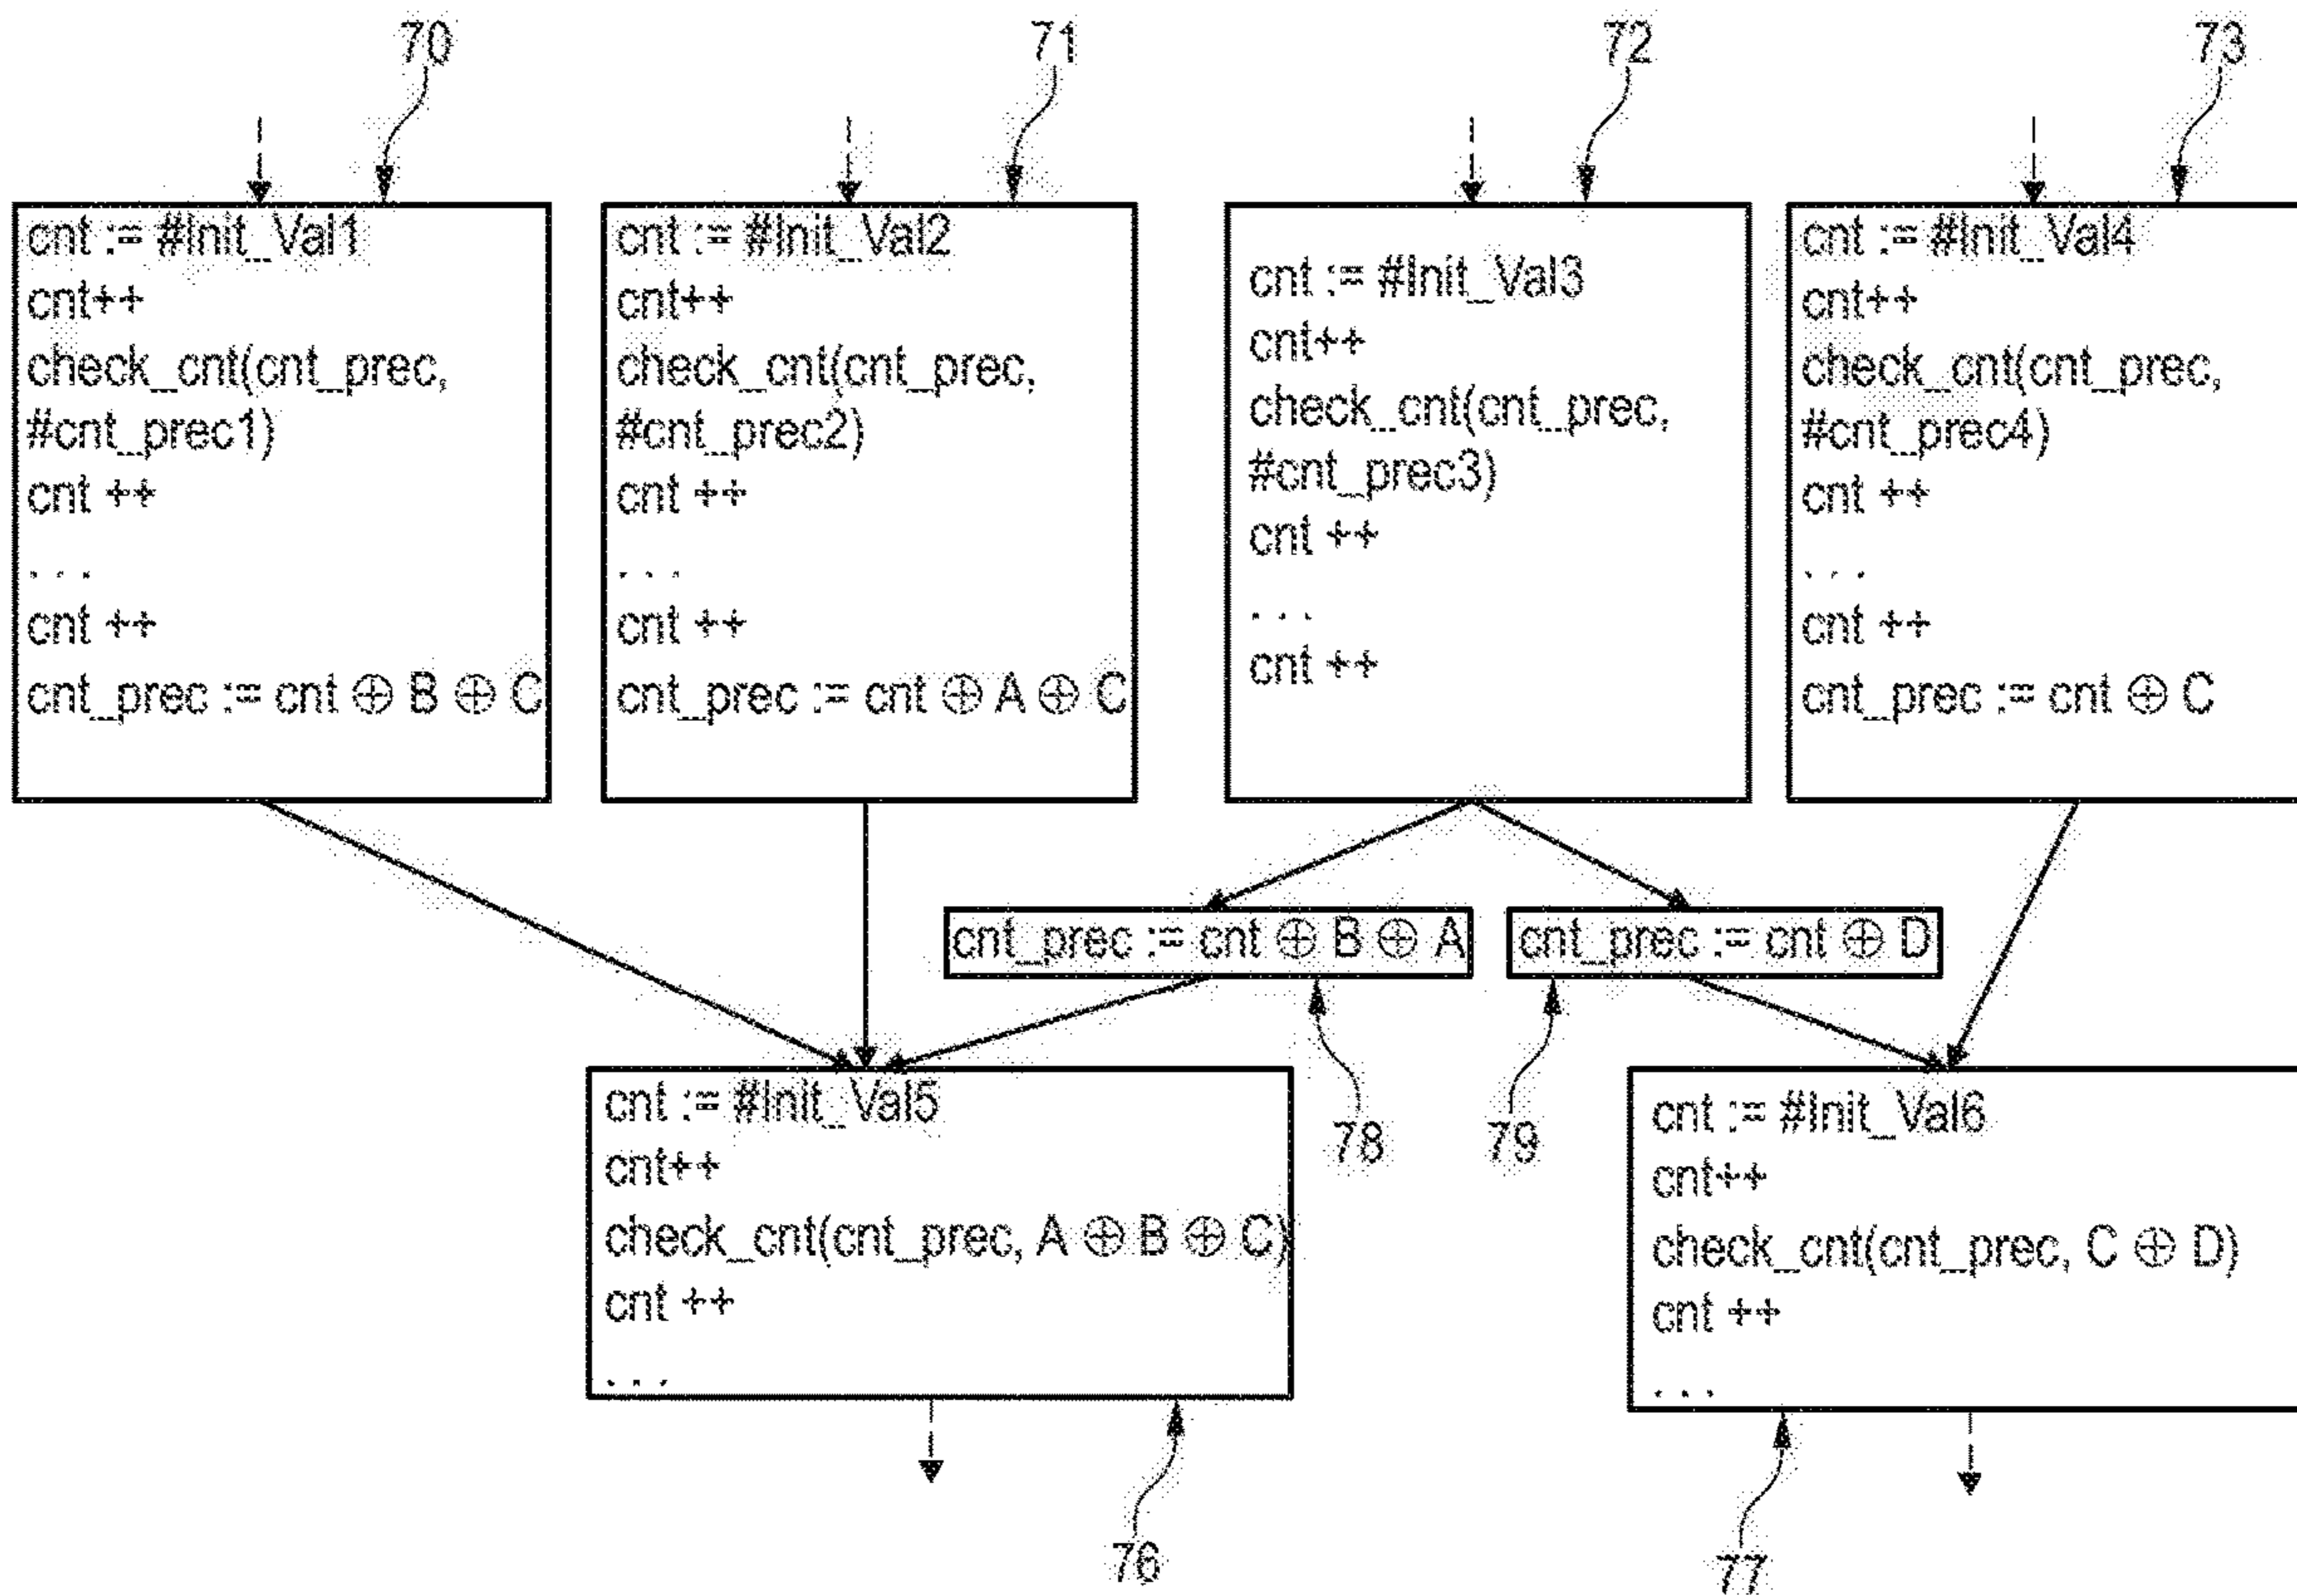 70
71
72
73
cnt := #Init_Val1
cnt++
check_cnt(cnt_prec,
#cnt_prec1)
cnt ++
. . .
cnt ++
cnt_prec := cnt ⊕ B ⊕ C
cnt := #Init_Val2
cnt++
check_cnt(cnt_prec,
#cnt_prec2)
cnt ++
. . .
cnt ++
cnt_prec := cnt ⊕ A ⊕ C
cnt := #Init_Val3
cnt++
check_cnt(cnt_prec,
#cnt_prec3)
cnt ++
. . .
cnt ++
cnt := #Init_Val4
cnt++
check_cnt(cnt_prec,
#cnt_prec4)
cnt ++
. . .
cnt ++
cnt_prec := cnt ⊕ C
cnt_prec := cnt ⊕ B ⊕ A
cnt_prec := cnt ⊕ D
78
79
cnt := #Init_Val5
cnt++
check_cnt(cnt_prec, A ⊕ B ⊕ C)
cnt ++
. . .
cnt := #Init_Val6
cnt++
check_cnt(cnt_prec, C ⊕ D)
cnt ++
. . .
76
77